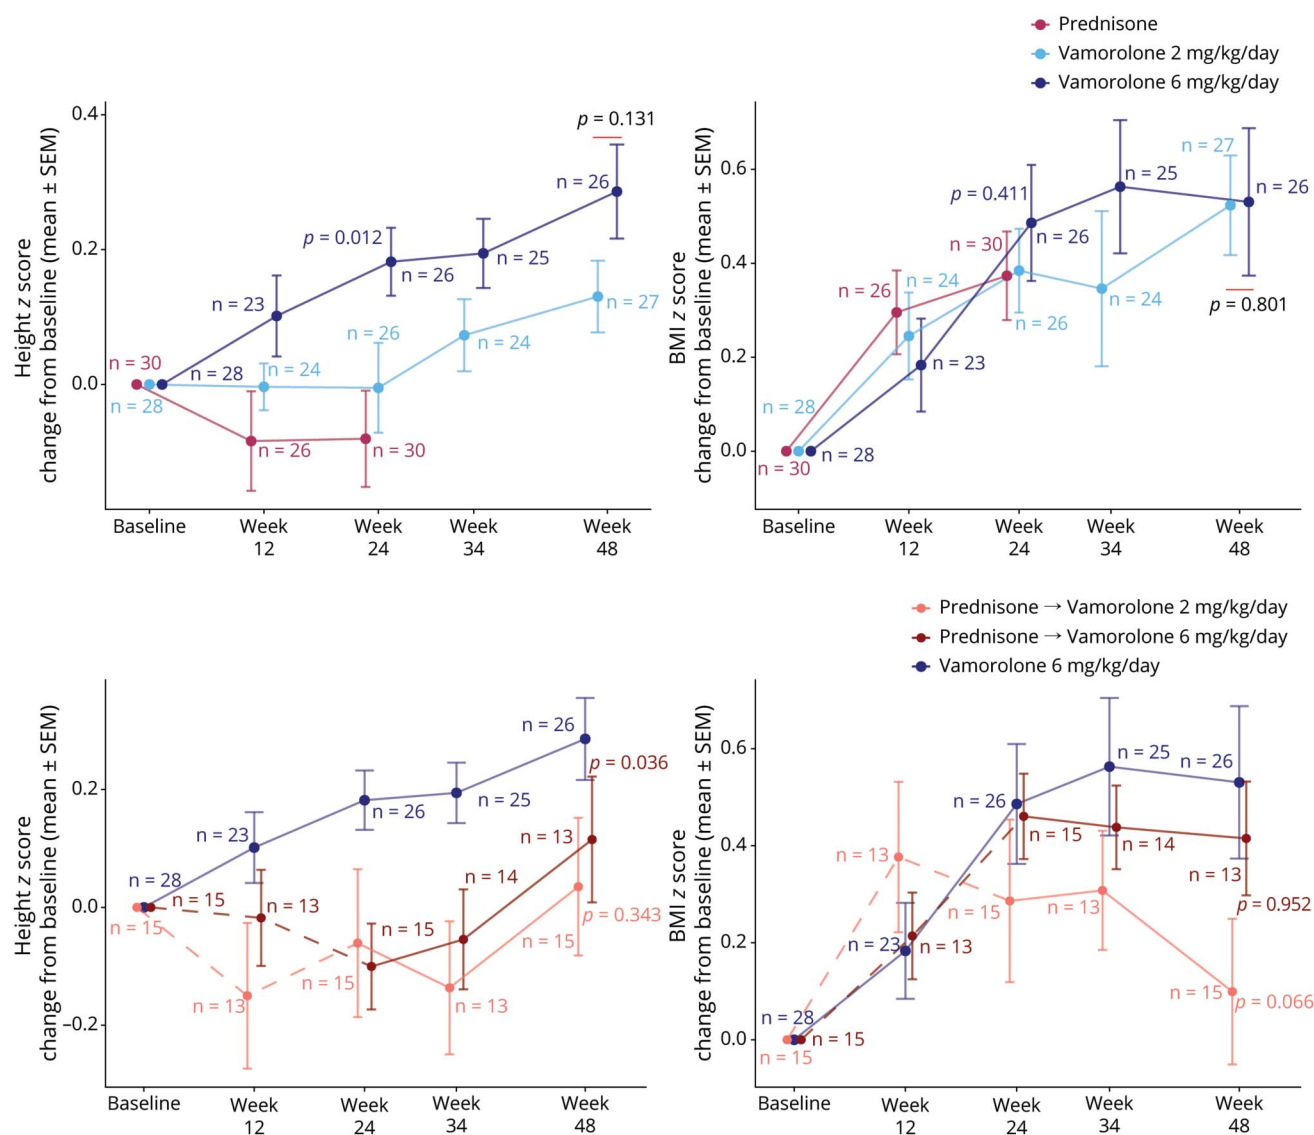 Prednisone
Vamorolone 2 mg/kg/day
Vamorolone 6 mg/kg/day
Height z score
change from baseline (mean ± SEM)
0.4
0.2
0.0
p = 0.131
n = 26
p = 0.012
n = 25
n = 26
n = 23
n = 27
n = 26
n = 24
n = 30
n = 24
n = 28
n = 28
n = 26
n = 30
Baseline
Week
12
Week
24
Week
34
Week
48
BMI z score
change from baseline (mean ± SEM)
0.6
0.4
0.2
0.0
n = 27
n = 25
n = 26
p = 0.411
n = 26
n = 30
n = 24
n = 26
n = 24
p = 0.801
n = 26
n = 23
n = 28
n = 28
n = 30
Baseline
Week
12
Week
24
Week
34
Week
48
Prednisone → Vamorolone 2 mg/kg/day
Prednisone → Vamorolone 6 mg/kg/day
Vamorolone 6 mg/kg/day
Height z score
change from baseline (mean ± SEM)
0.2
0.0
−0.2
n = 26
p = 0.036
n = 25
n = 26
n = 23
n = 13
n = 28
n = 14
n = 15
n = 13
n = 15
n = 15
p = 0.343
n = 15
n = 15
n = 13
n = 13
Baseline
Week
12
Week
24
Week
34
Week
48
BMI z score
change from baseline (mean ± SEM)
0.6
0.4
0.2
0.0
n = 25
n = 26
n = 26
n = 15
n = 14
n = 13
n = 13
n = 15
n = 13
p = 0.952
n = 23
n = 13
n = 15
p = 0.066
n = 28
n = 15
n = 15
Baseline
Week
12
Week
24
Week
34
Week
48